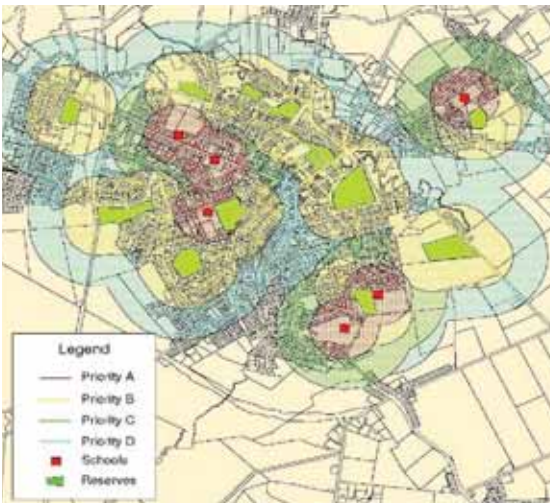 Legend
Priority A
Priority B
Priority C
Priority D
Schools
Reserves